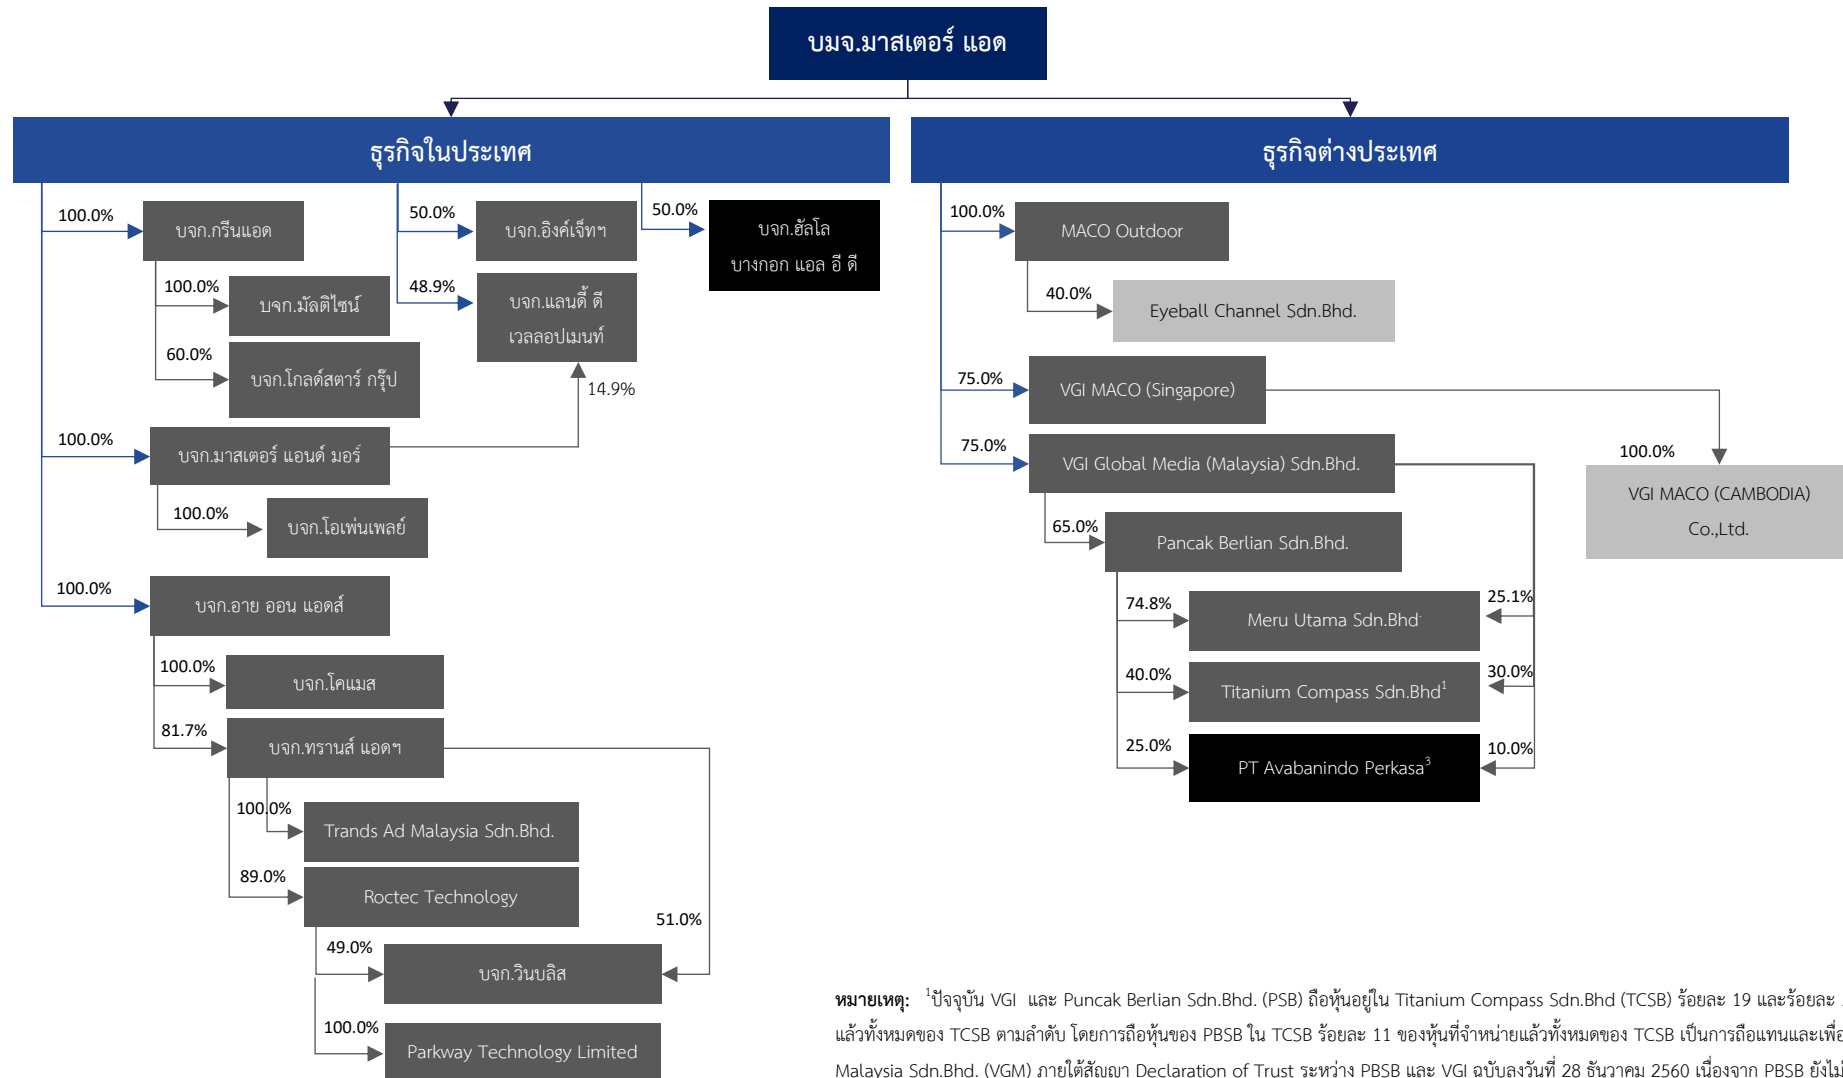 บมจ.มาสเตอร์ แอด
ธุรกิจในประเทศ
100.0%
บจก.กรีนแอด
100.0%
บจก.มัลติไซน์
60.0%
บจก.โกลด์สตาร์ กรุ๊ป
100.0%
บจก.มาสเตอร์ แอนด์ มอร์
100.0%
บจก.โอเพ่นเพลย์
100.0%
บจก.อาย ออน แอดส์
100.0%
บจก.โคแมส
81.7%
บจก.ทรานส์ แอดฯ
100.0%
Trands Ad Malaysia Sdn.Bhd.
89.0%
Roctec Technology
49.0%
บจก.วินบลิส
51.0%
100.0%
Parkway Technology Limited
50.0%
บจก.อิงค์เจ็ทฯ
48.9%
บจก.แลนดี้ ดี
เวลลอปเมนท์
14.9%
50.0%
บจก.ฮัลโล
บางกอก แอล อี ดี
ธุรกิจต่างประเทศ
100.0%
MACO Outdoor
40.0%
Eyeball Channel Sdn.Bhd.
75.0%
VGI MACO (Singapore)
100.0%
VGI MACO (CAMBODIA)
Co.,Ltd.
75.0%
VGI Global Media (Malaysia) Sdn.Bhd.
65.0%
Pancak Berlian Sdn.Bhd.
74.8%
Meru Utama Sdn.Bhd.
25.1%
40.0%
Titanium Compass Sdn.Bhd1
30.0%
25.0%
PT Avabanindo Perkasa3
10.0%
หมายเหตุ: 1ปัจจุบัน VGI และ Puncak Berlian Sdn.Bhd. (PSB) ถือหุ้นอยู่ใน Titanium Compass Sdn.Bhd (TCSB) ร้อยละ 19 และร้อยละ
แล้วทั้งหมดของ TCSB ตามลำดับ โดยการถือหุ้นของ PBSB ใน TCSB ร้อยละ 11 ของหุ้นที่จำหน่ายแล้วทั้งหมดของ TCSB เป็นการถือแทนและเพื่อ
Malaysia Sdn.Bhd. (VGM) ภายใต้สัญญา Declaration of Trust ระหว่าง PBSB และ VGI ฉบับลงวันที่ 28 ธันวาคม 2560 เนื่องจาก PBSB ยังไม่